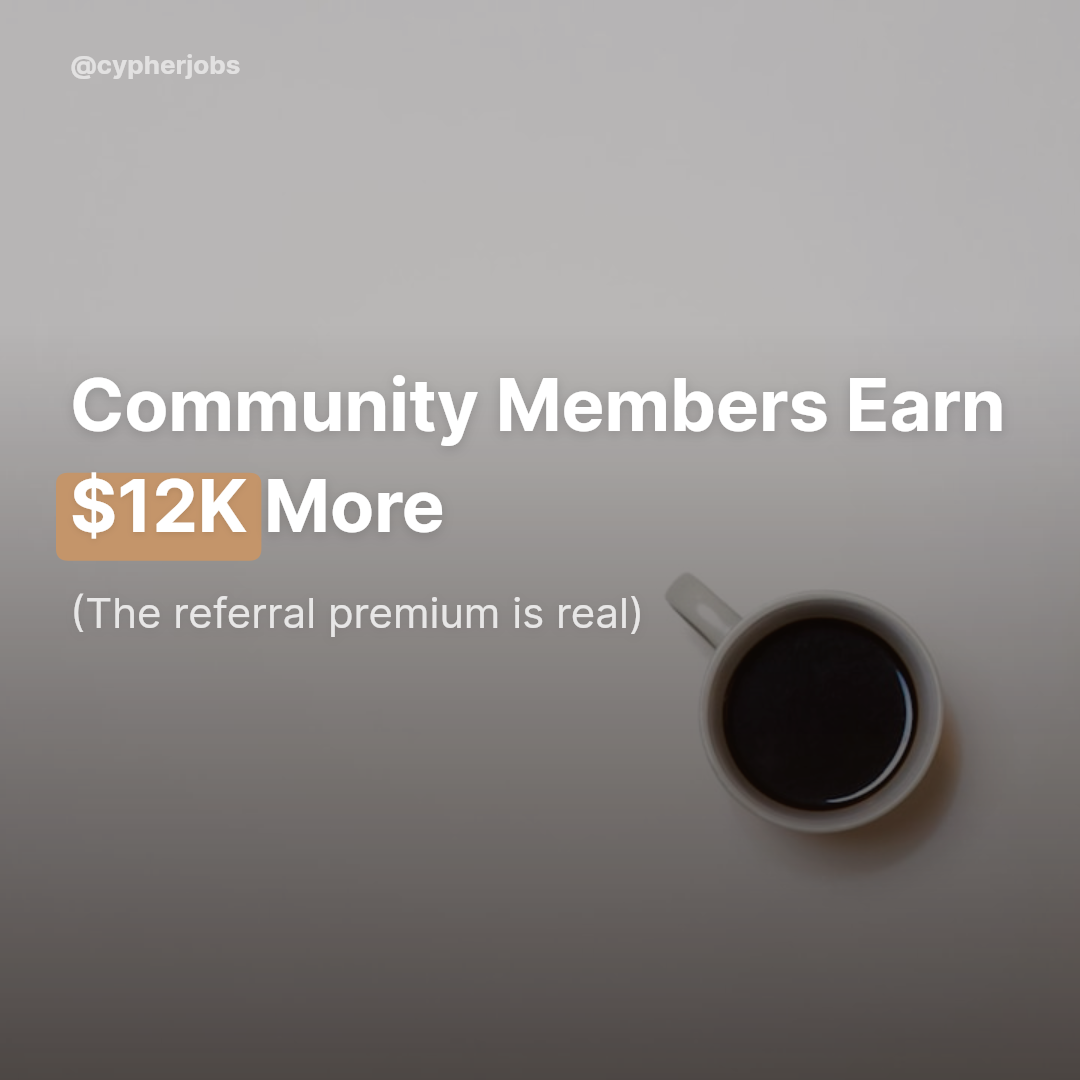 @cypherjobs
Community Members Earn
$12K More
(The referral premium is real)